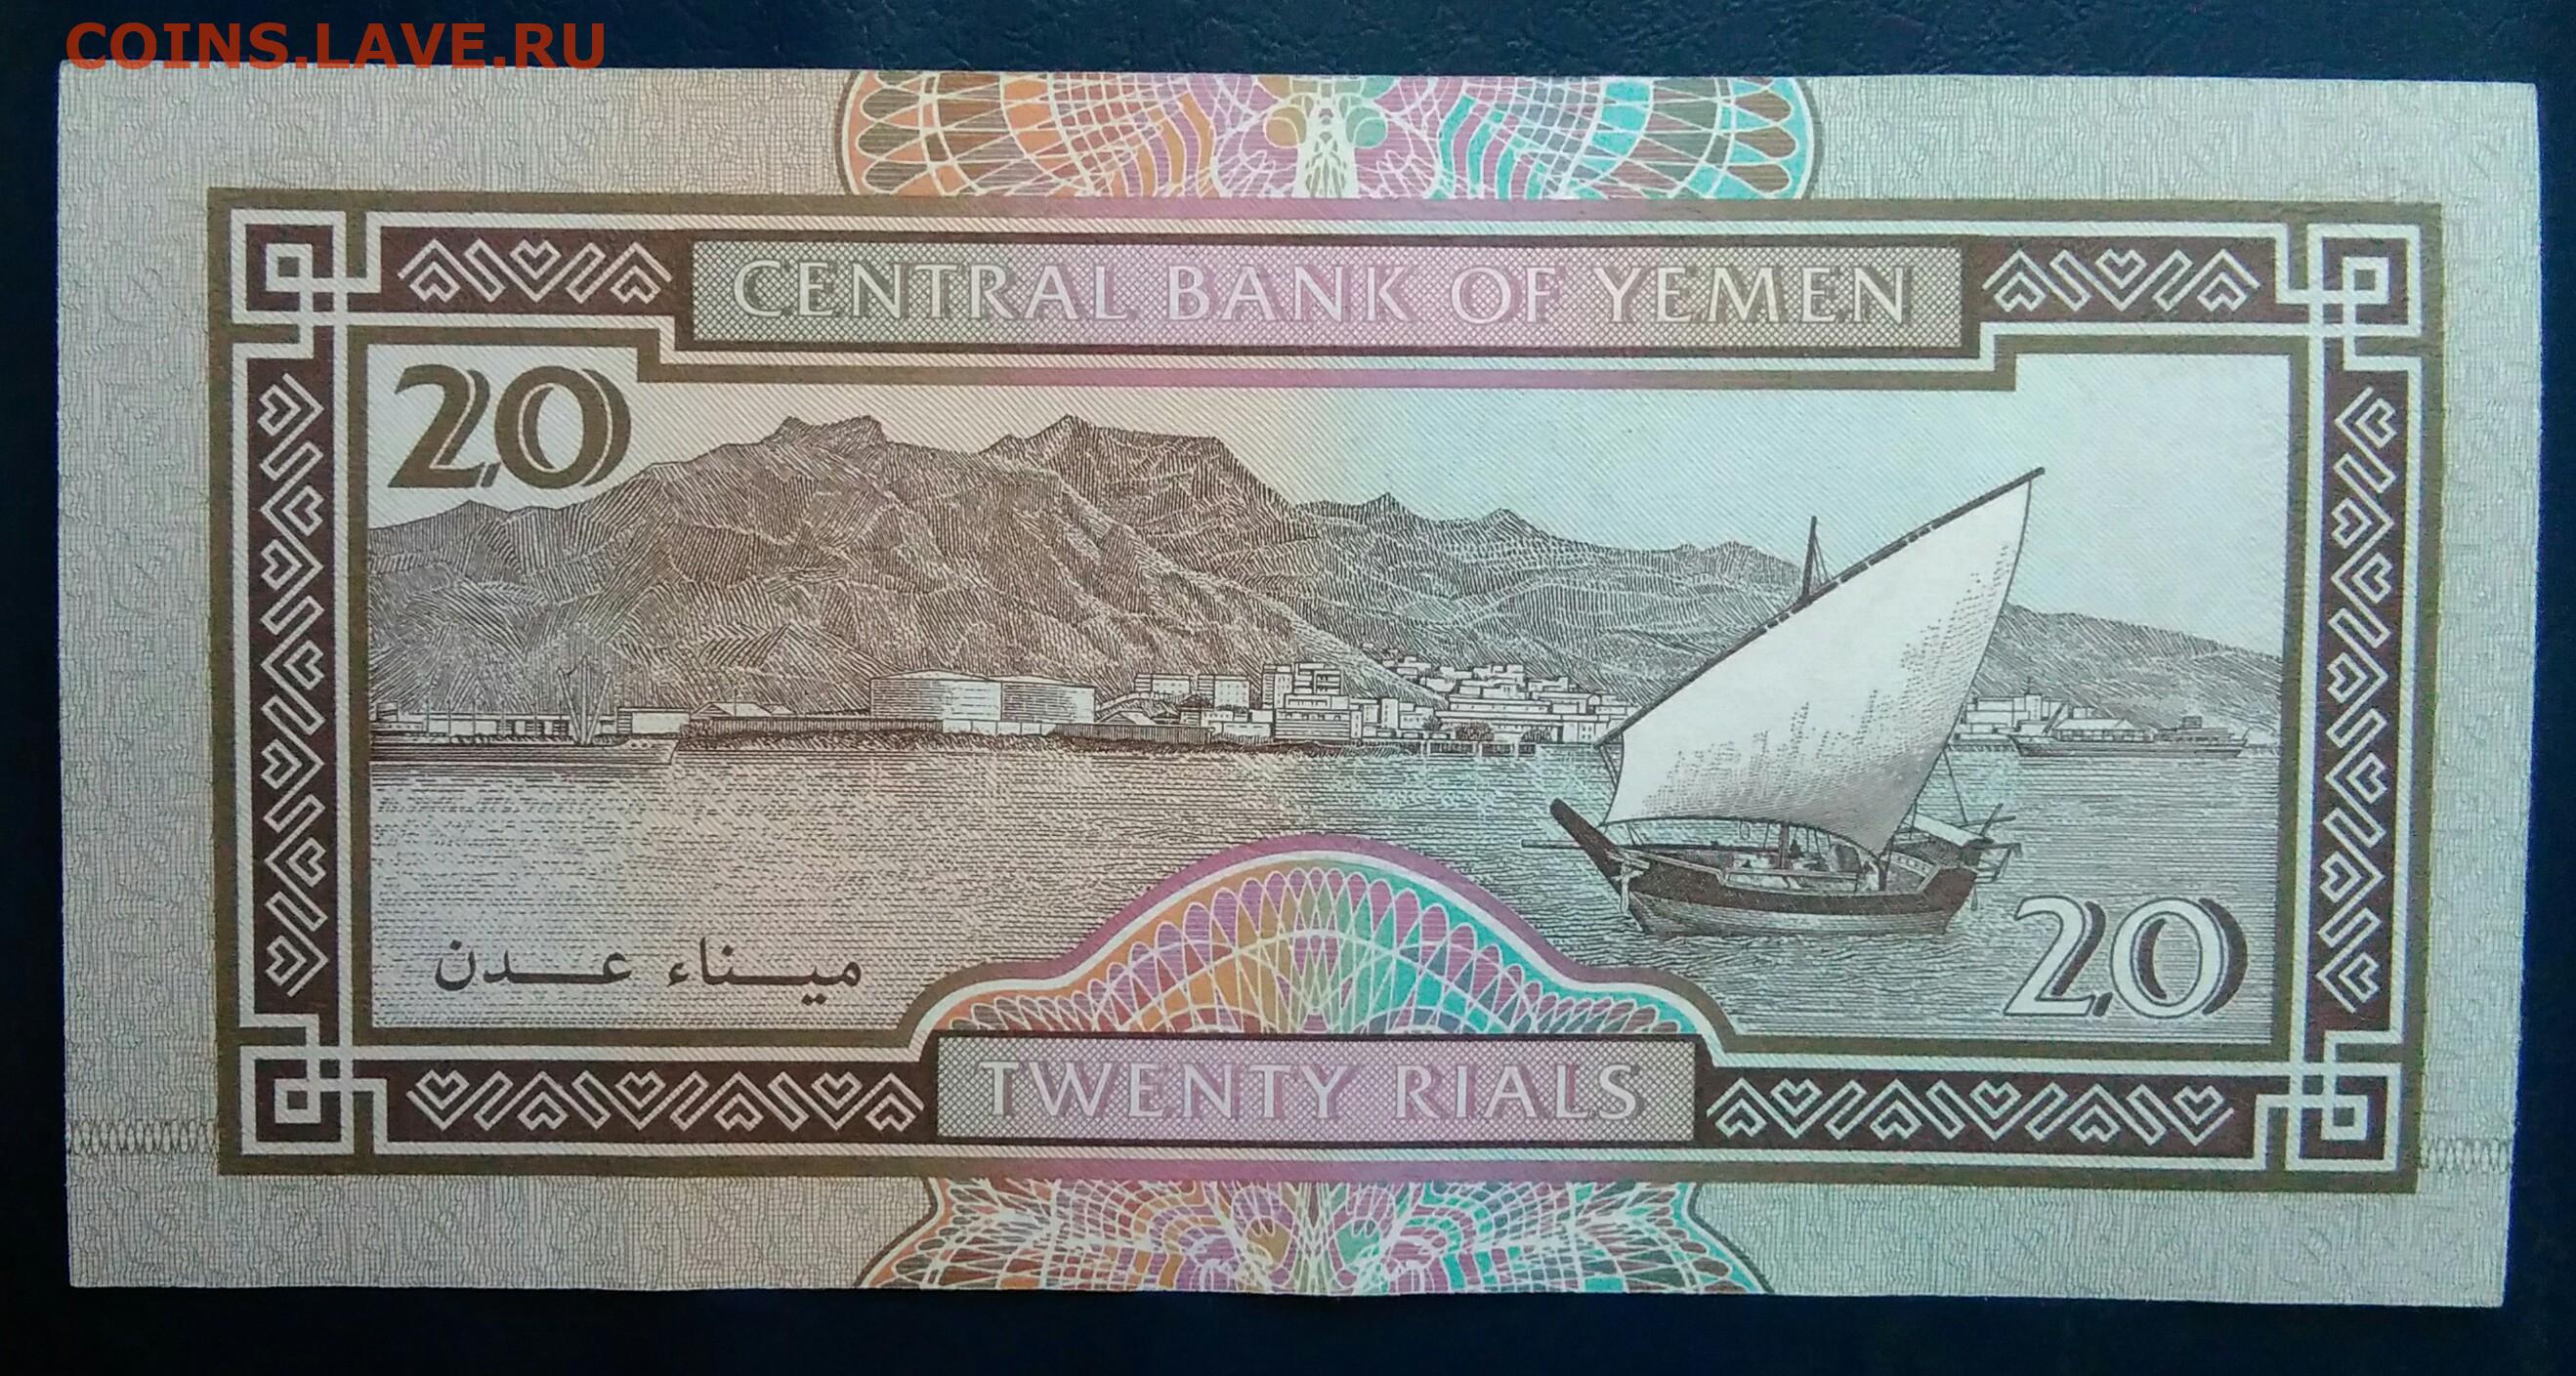 COINS.LAVE.RU
CENTRAL BANK OF YEMEN
20
ميناء عدن
20
TWENTY RIALS